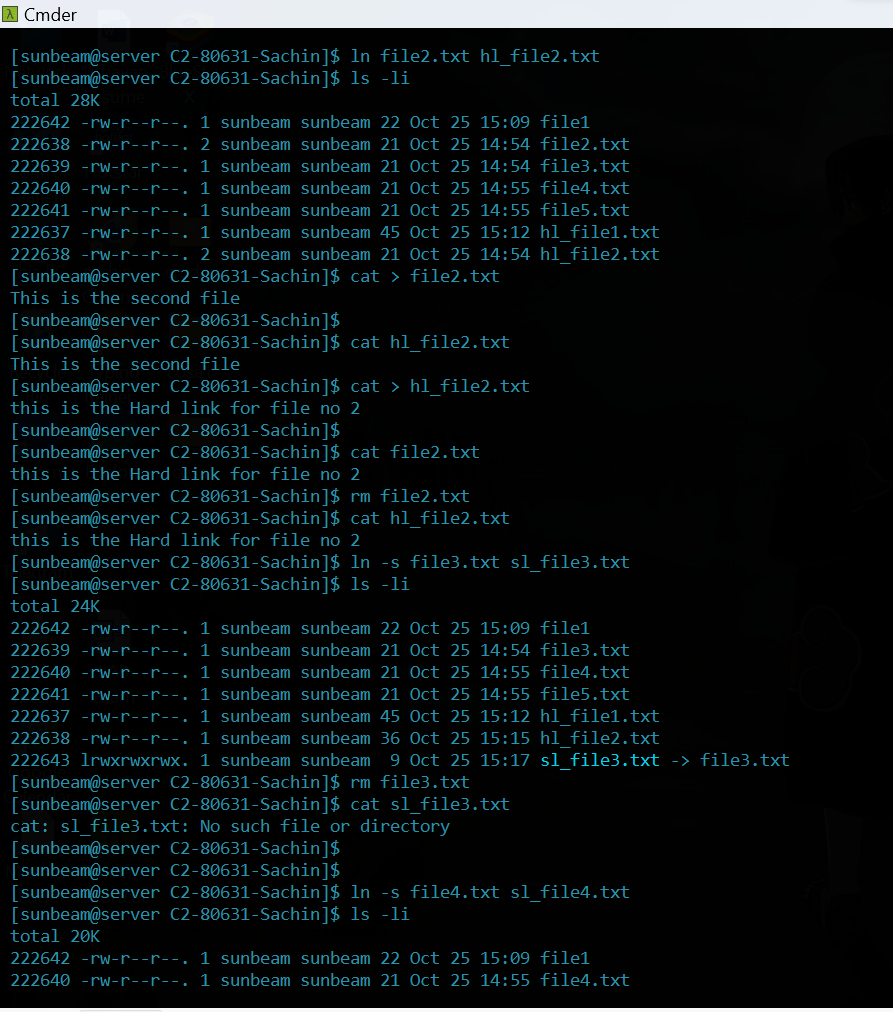 Cmder
[sunbeam@server C2-80631-Sachin]$ ln file2.txt hl_file2.txt
[sunbeam@server C2-80631-Sachin]$ ls -li
total 28K
222642 -rw-r--r--. 1 sunbeam sunbeam 22 Oct 25 15:09 file1
222638 -rw-r--r--. 2 sunbeam sunbeam 21 Oct 25 14:54 file2.txt
222639 -rw-r--r--. 1 sunbeam sunbeam 21 Oct 25 14:54 file3.txt
222640 -rw-r--r--. 1 sunbeam sunbeam 21 Oct 25 14:55 file4.txt
222641 -rw-r--r--. 1 sunbeam sunbeam 21 Oct 25 14:55 file5.txt
222637 -rw-r--r--. 1 sunbeam sunbeam 45 Oct 25 15:12 hl_file1.txt
222638 -rw-r--r--. 2 sunbeam sunbeam 21 Oct 25 14:54 hl_file2.txt
[sunbeam@server C2-80631-Sachin]$ cat > file2.txt
This is the second file
[sunbeam@server C2-80631-Sachin]$
[sunbeam@server C2-80631-Sachin]$ cat hl_file2.txt
This is the second file
[sunbeam@server C2-80631-Sachin]$ cat > hl_file2.txt
this is the Hard link for file no 2
[sunbeam@server C2-80631-Sachin]$
[sunbeam@server C2-80631-Sachin]$ cat file2.txt
this is the Hard link for file no 2
[sunbeam@server C2-80631-Sachin]$ rm file2.txt
[sunbeam@server C2-80631-Sachin]$ cat hl_file2.txt
this is the Hard link for file no 2
[sunbeam@server C2-80631-Sachin]$ ln -s file3.txt sl_file3.txt
[sunbeam@server C2-80631-Sachin]$ ls -li
total 24K
222642 -rw-r--r--. 1 sunbeam sunbeam 22 Oct 25 15:09 file1
222639 -rw-r--r--. 1 sunbeam sunbeam 21 Oct 25 14:54 file3.txt
222640 -rw-r--r--. 1 sunbeam sunbeam 21 Oct 25 14:55 file4.txt
222641 -rw-r--r--. 1 sunbeam sunbeam 21 Oct 25 14:55 file5.txt
222637 -rw-r--r--. 1 sunbeam sunbeam 45 Oct 25 15:12 hl_file1.txt
222638 -rw-r--r--. 1 sunbeam sunbeam 36 Oct 25 15:15 hl_file2.txt
222643 lrwxrwxrwx. 1 sunbeam sunbeam  9 Oct 25 15:17 sl_file3.txt -> file3.txt
[sunbeam@server C2-80631-Sachin]$ rm file3.txt
[sunbeam@server C2-80631-Sachin]$ cat sl_file3.txt
cat: sl_file3.txt: No such file or directory
[sunbeam@server C2-80631-Sachin]$
[sunbeam@server C2-80631-Sachin]$
[sunbeam@server C2-80631-Sachin]$ ln -s file4.txt sl_file4.txt
[sunbeam@server C2-80631-Sachin]$ ls -li
total 20K
222642 -rw-r--r--. 1 sunbeam sunbeam 22 Oct 25 15:09 file1
222640 -rw-r--r--. 1 sunbeam sunbeam 21 Oct 25 14:55 file4.txt